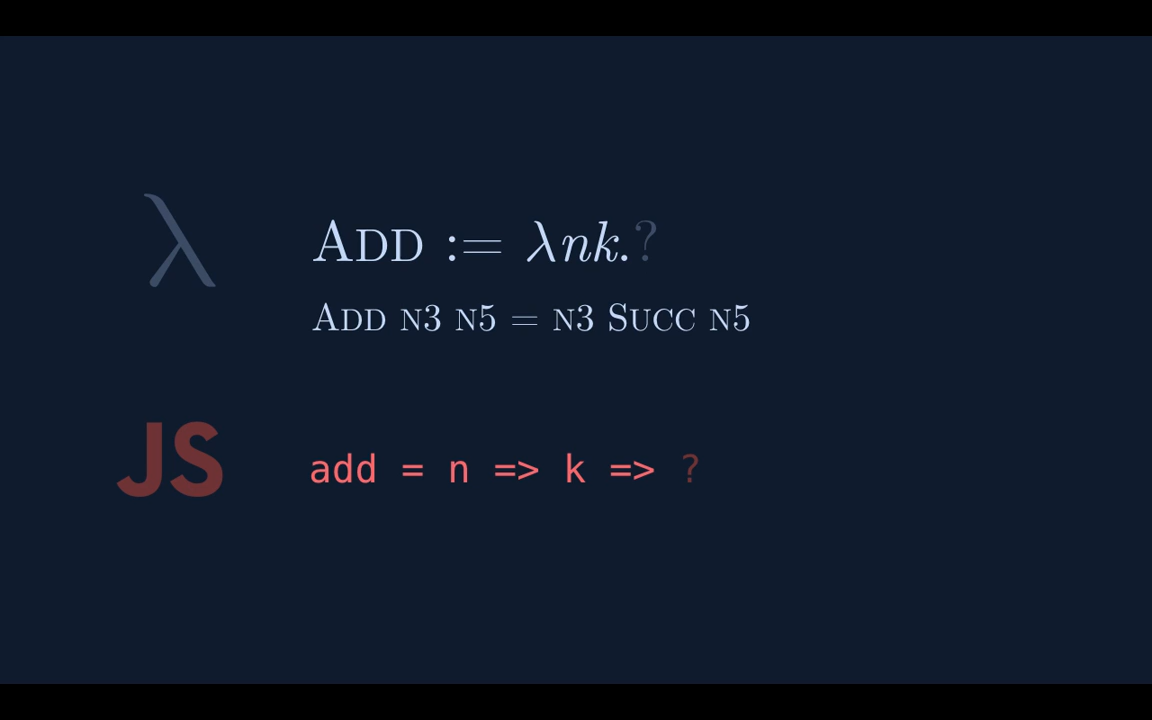 λ
ADD := λnk.?
ADD N3 N5 = N3 SUCC N5
JS
add = n => k => ?